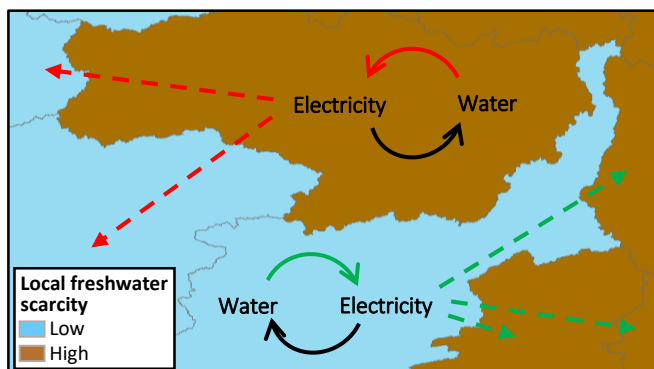 Electricity Water
Water Electricity
Local freshwater
scarcity
Low
High